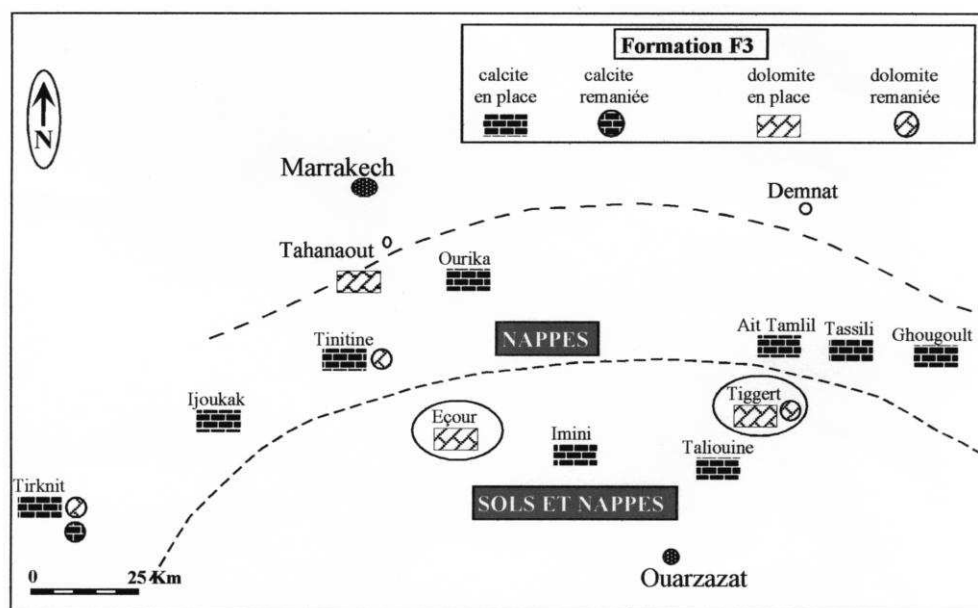 Formation F3
calcite en place
calcite remaniée
dolomite en place
dolomite remaniée
N
Marrakech
Demnat
Tahanaout
Ourika
Tinitine
NAPPES
Ait Tamlil
Tassili
Ghougoult
Ijoukak
Eçour
Tiggert
Imini
Taliouine
Tirknit
SOLS ET NAPPES
0 25 Km
Ouarzazat